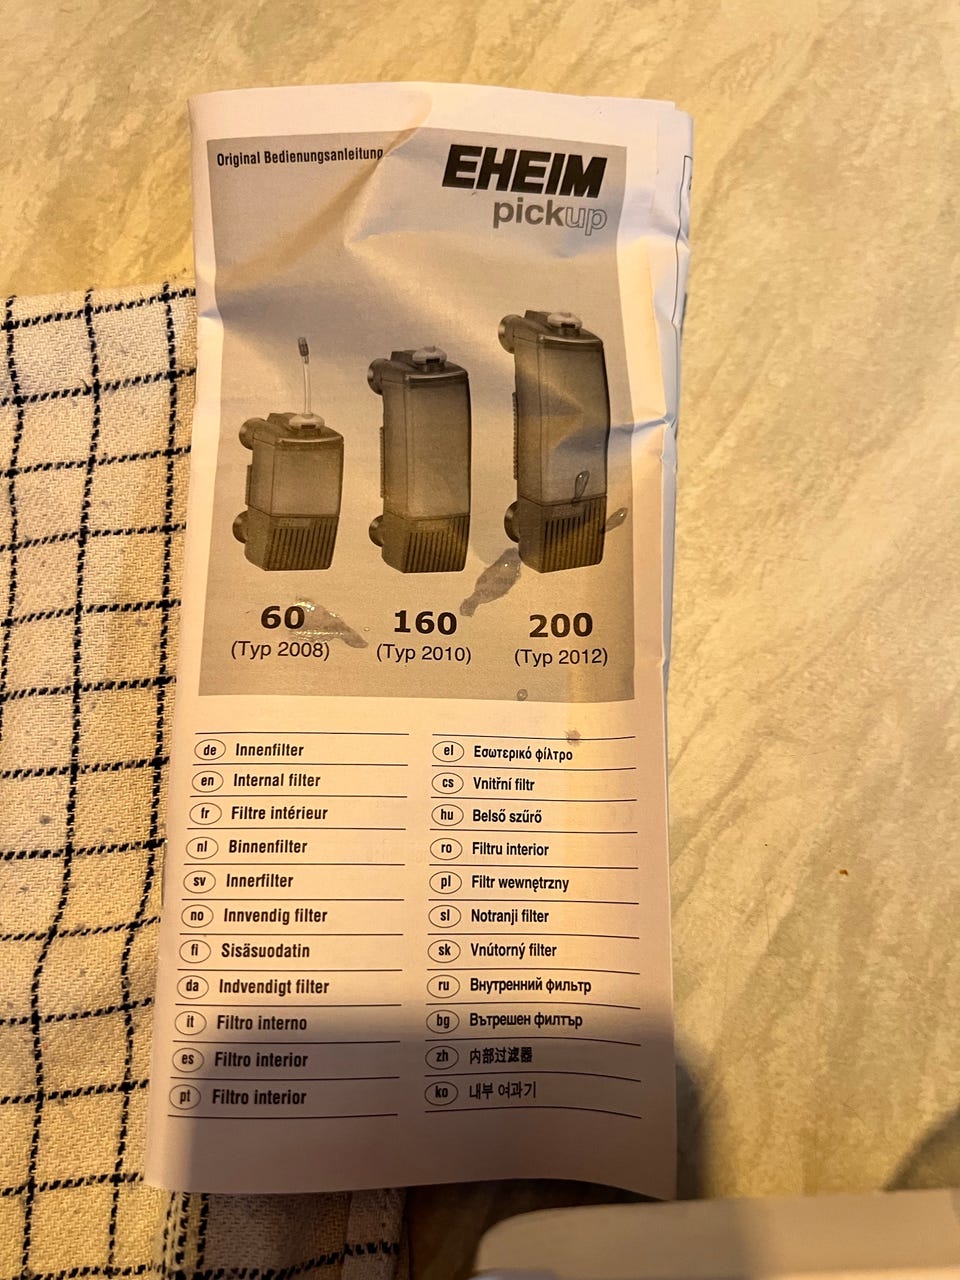 Original Bedienungsanleitung
EHEIM
pickup
60
(Typ 2008)
160
(Typ 2010)
200
(Typ 2012)
de Innenfilter
en Internal filter
fr Filtre intérieur
nl Binnenfilter
sv Innerfilter
no Innvendig filter
fi Sisäsuodatin
da Indvendigt filter
it Filtro interno
es Filtro interior
pt Filtro interior
el Εσωτερικό φίλτρο
cs Vnitřní filtr
hu Belső szűrő
ro Filtru interior
pl Filtr wewnętrzny
sl Notranji filter
sk Vnútorný filter
ru Внутренний фильтр
bg Вътрешен филтър
zh 内部过滤器
ko 내부 여과기